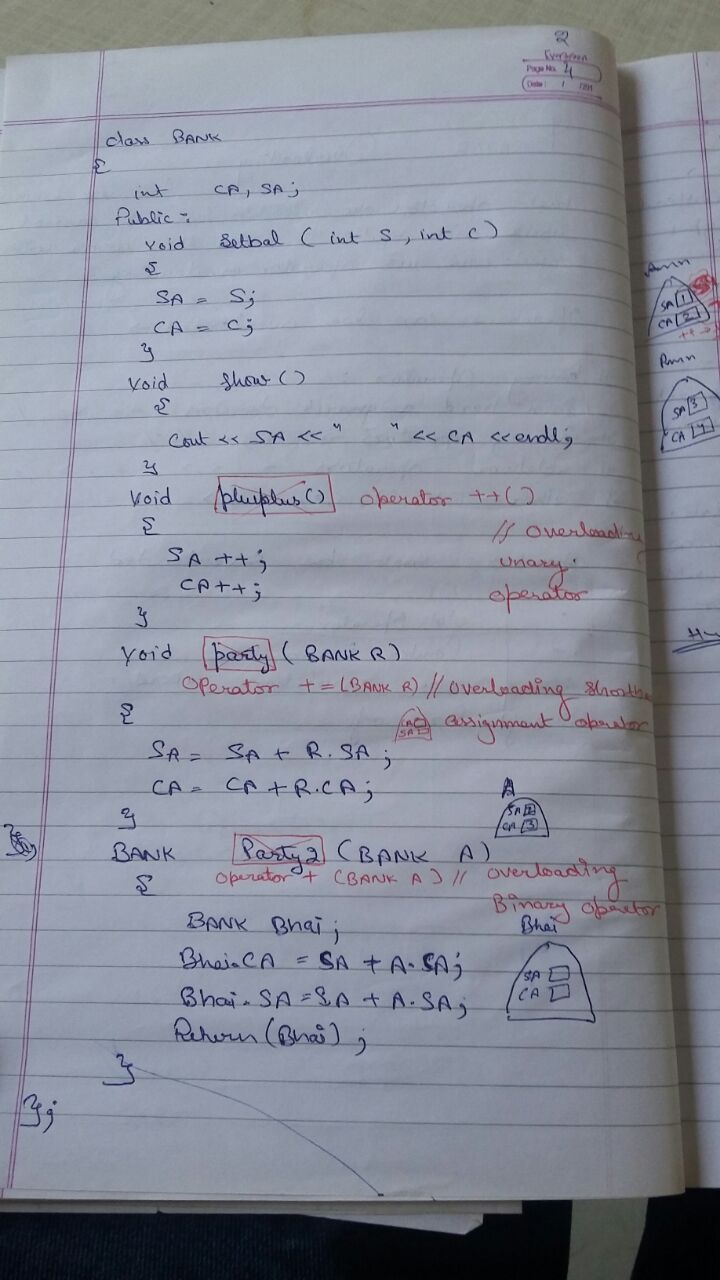 2
Evergreen
Page No. 4
Date: / /201
class BANK
{
int CA, SA;
Public:
void Setbal ( int S, int C)
{
SA = S;
CA = C;
}
void Show ()
{
Cout << SA << "   " << CA << endl;
}
void plusplus() operator ++()
{ // Overloading
SA ++; unary
CA++; operator
}
void party (BANK R)
Operator += (BANK R) // Overloading Shortha
{ CA SA assignment operator
SA = SA + R.SA;
CA = CA + R.CA;
} A
SA 2
CA 3
BANK Party2 (BANK A)
operator + (BANK A) // overloading
{ Binary operator
BANK Bhai; Bhai
Bhai.CA = SA + A.SA;
SA
Bhai.SA = SA + A.SA; CA
Return (Bhai);
}
};
Amn
SA 1
CA 2
++
Amn
SA 3
CA